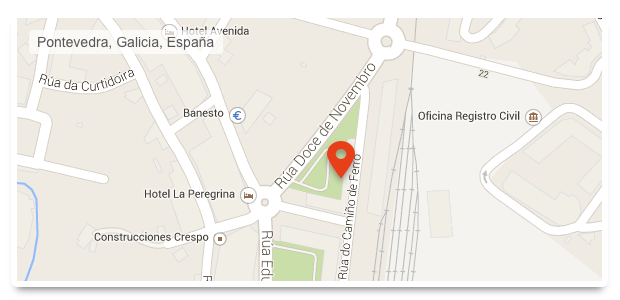 Hotel Avenida
Pontevedra, Galicia, España
Rúa da Curtidoira
22
Banesto
Oficina Registro Civil
Rúa Doce de Novembro
Hotel La Peregrina
Rúa do Camiño de Ferro
Construcciones Crespo
Rúa Edu
R